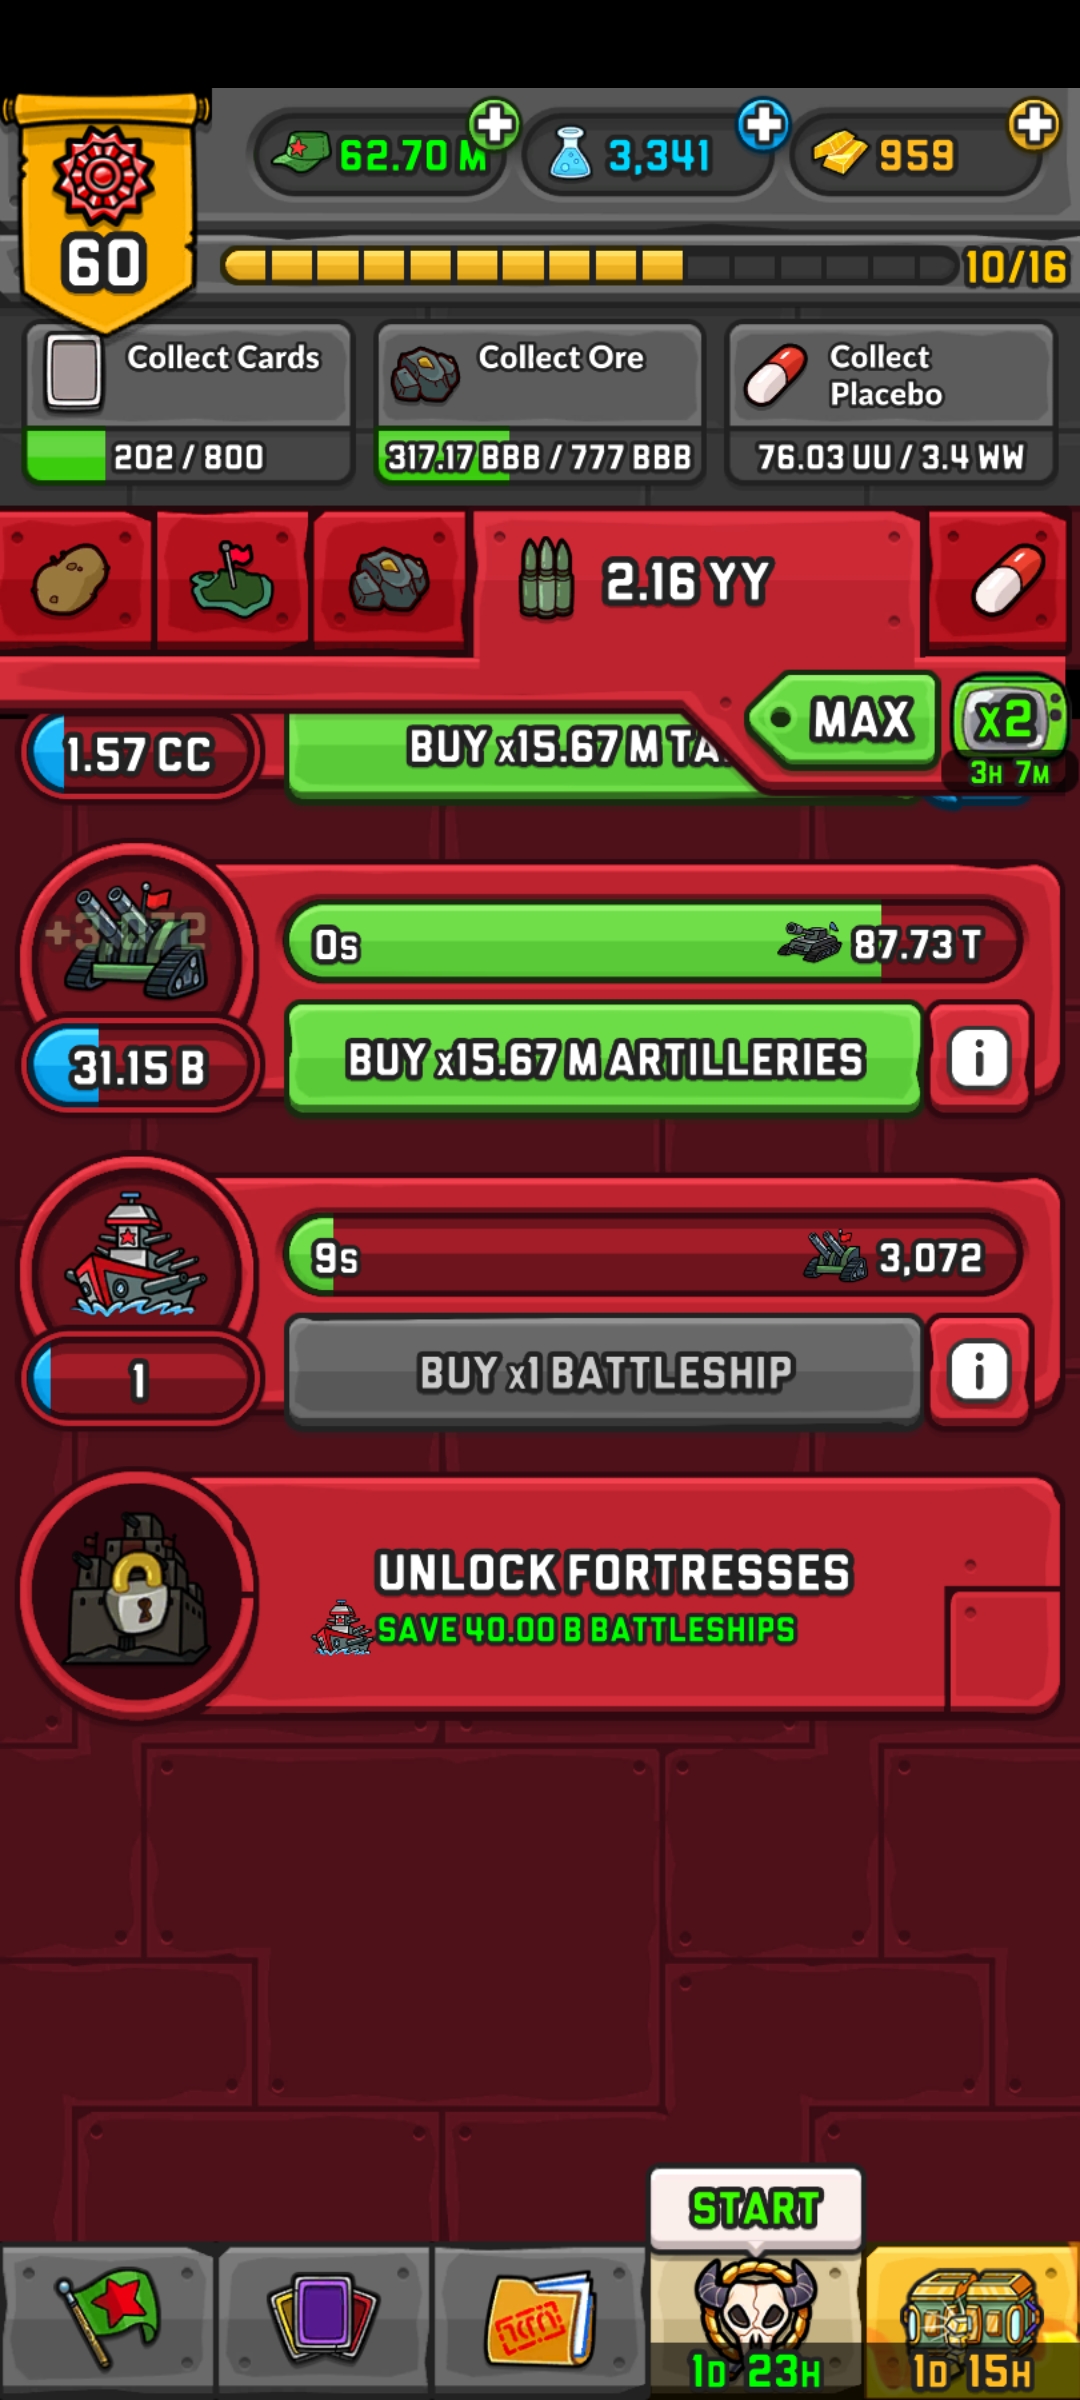 62.70 M
3,341
959
60
10/16
Collect Cards
202 / 800
Collect Ore
317.17 BBB / 777 BBB
Collect
Placebo
76.03 UU / 3.4 WW
2.16 YY
MAX
x2
3H 7M
1.57 CC
BUY x15.67 M TA
+3,072
0s
87.73 T
31.15 B
BUY x15.67 M ARTILLERIES
i
9s
3,072
1
BUY x1 BATTLESHIP
i
UNLOCK FORTRESSES
SAVE 40.00 B BATTLESHIPS
START
1D 23H
1D 15H